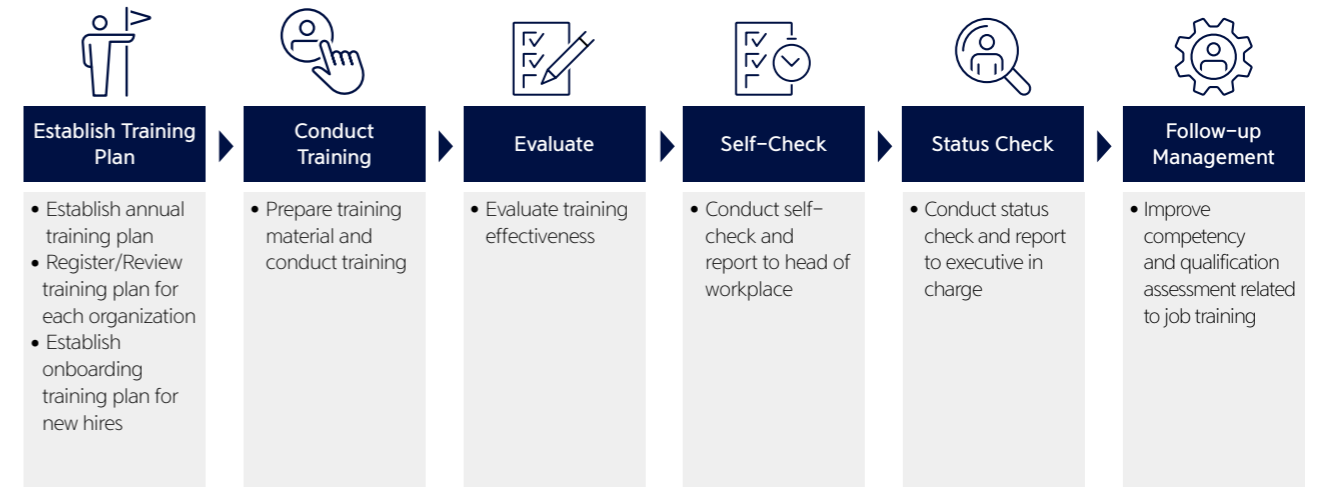 Establish Training
Plan
• Establish annual
training plan
• Register/Review
training plan for
each organization
• Establish
onboarding
training plan for
new hires
Conduct
Training
• Prepare training
material and
conduct training
Evaluate
• Evaluate training
effectiveness
Self-Check
• Conduct self-
check and
report to head of
workplace
Status Check
• Conduct status
check and report
to executive in
charge
Follow-up
Management
• Improve
competency
and qualification
assessment related
to job training